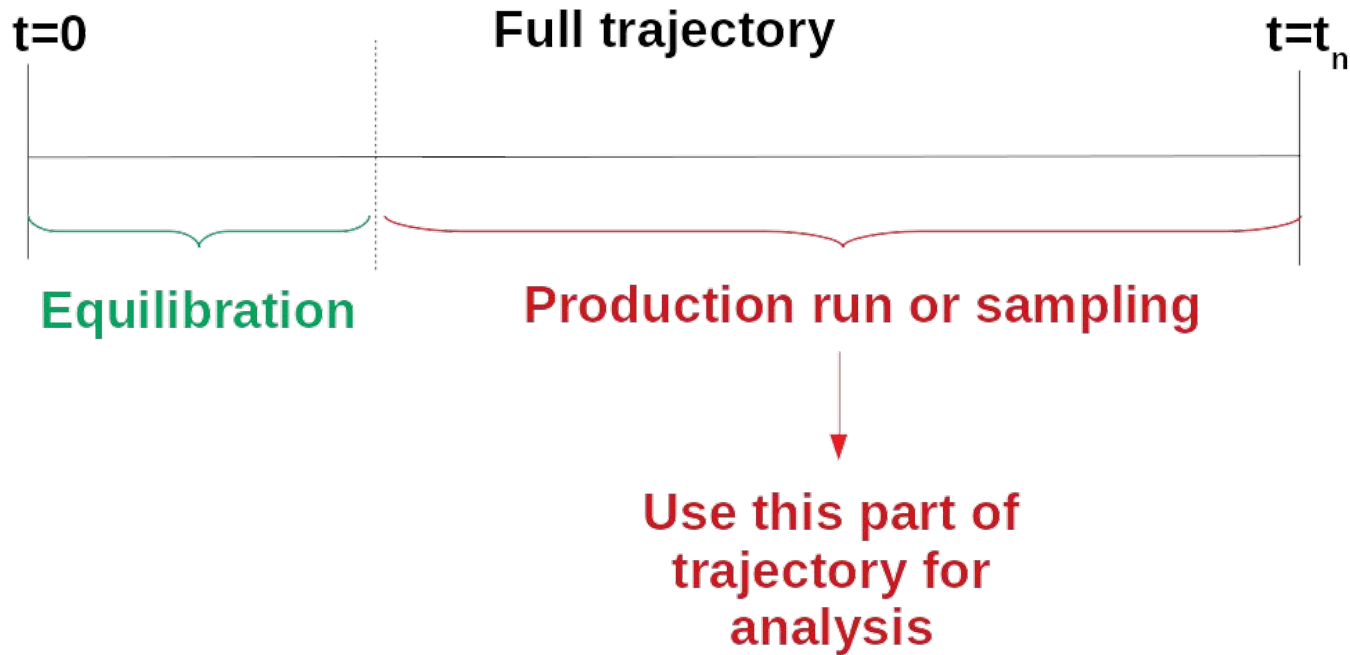 t=0
Full trajectory
t=tn
Equilibration
Production run or sampling
Use this part of
trajectory for
analysis